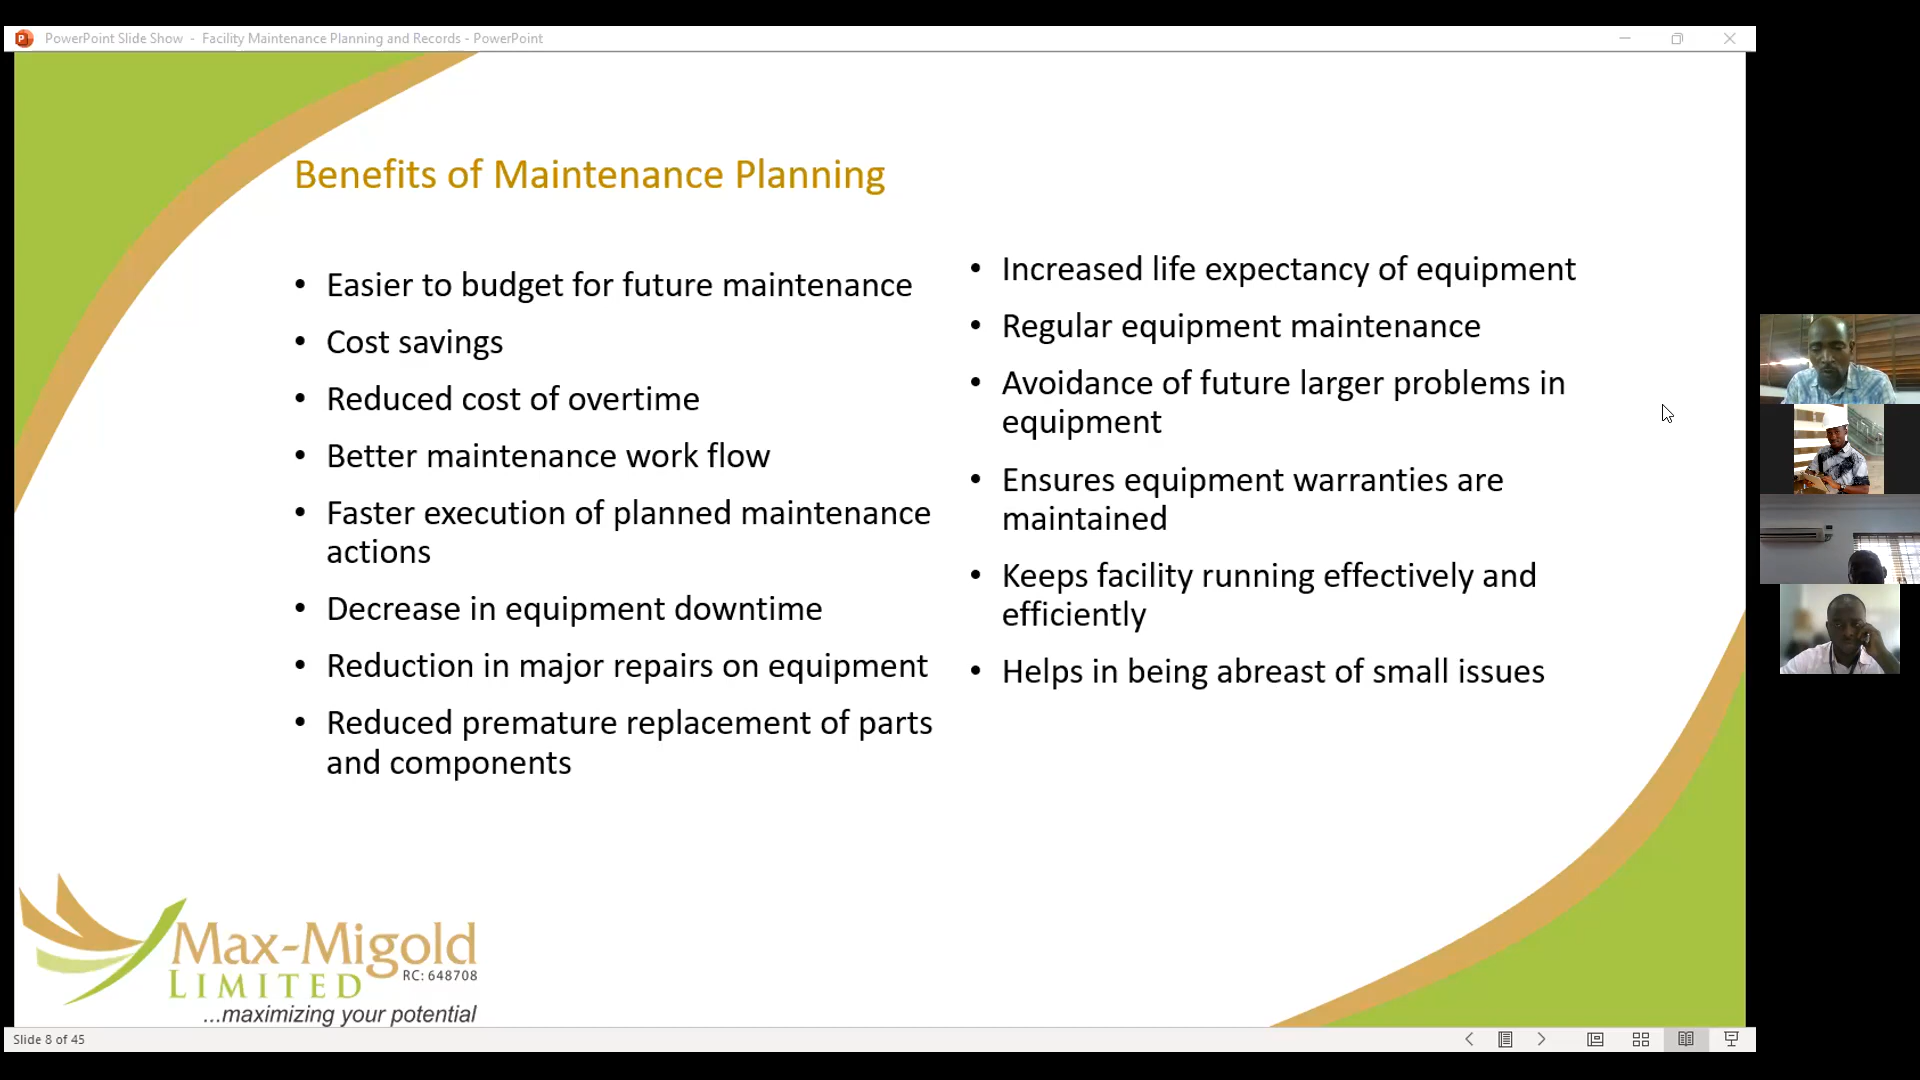 PowerPoint Slide Show - Facility Maintenance Planning and Records - PowerPoint
Benefits of Maintenance Planning
• Easier to budget for future maintenance
• Cost savings
• Reduced cost of overtime
• Better maintenance work flow
• Faster execution of planned maintenance
actions
• Decrease in equipment downtime
• Reduction in major repairs on equipment
• Reduced premature replacement of parts
and components
• Increased life expectancy of equipment
• Regular equipment maintenance
• Avoidance of future larger problems in
equipment
• Ensures equipment warranties are
maintained
• Keeps facility running effectively and
efficiently
• Helps in being abreast of small issues
Max-Migold
LIMITED RC: 648708
...maximizing your potential
Slide 8 of 45